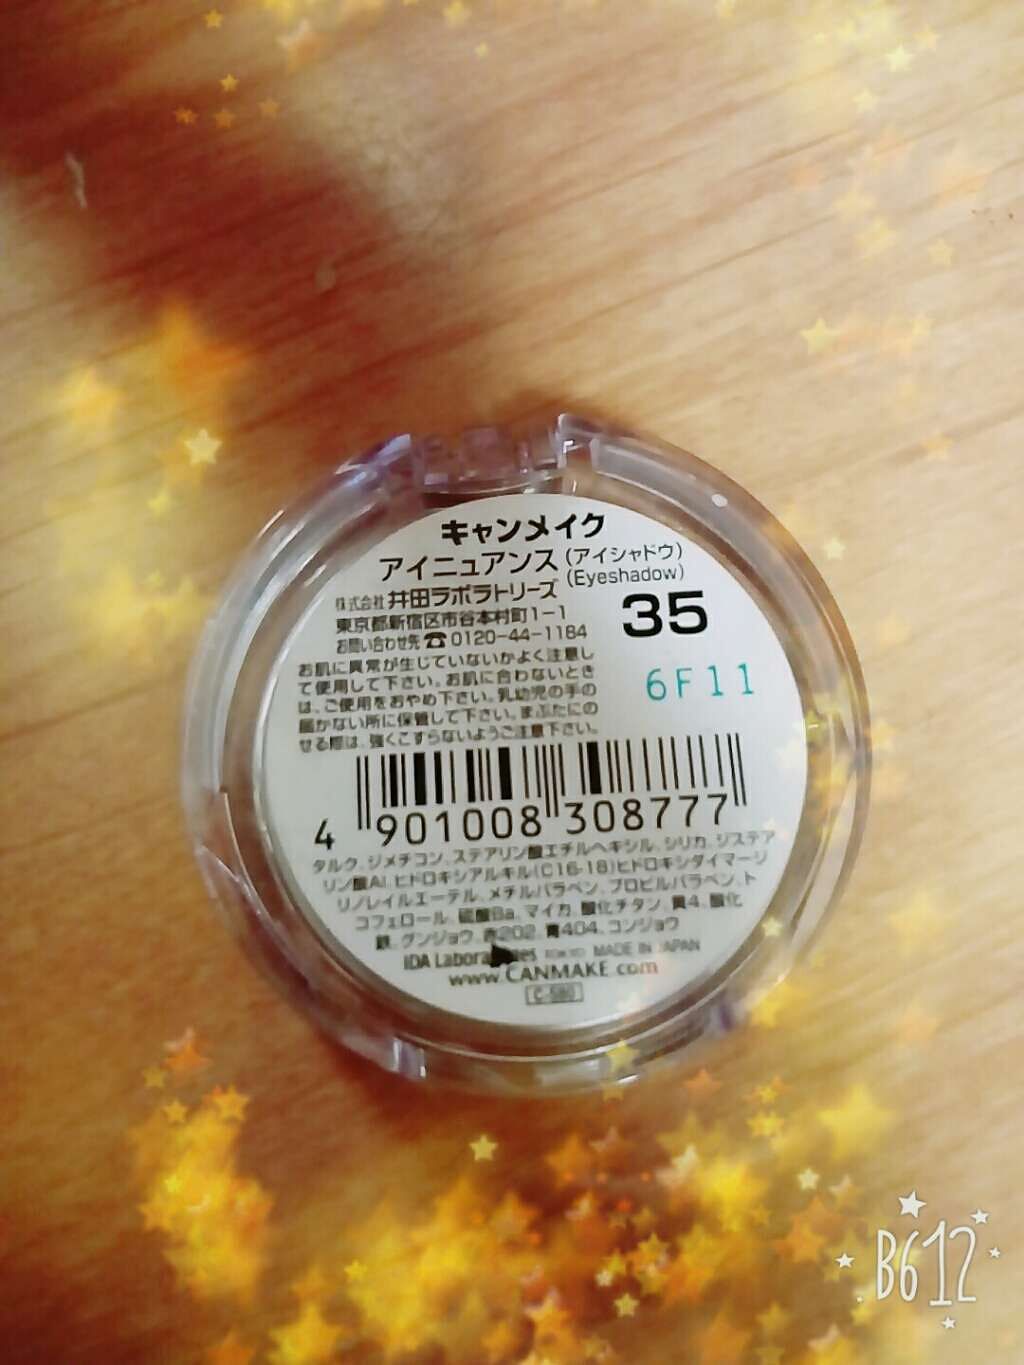 キャンメイク
アイニュアンス (アイシャドウ)
(Eyeshadow)
株式会社 井田ラボラトリーズ
東京都新宿区市谷本村町1-1
お問い合わせ先 ☎ 0120-44-1184
35
6F11
お肌に異常が生じていないかよく注意し
て使用して下さい。お肌に合わないとき
は、ご使用をおやめ下さい。乳幼児の手の
届かない所に保管して下さい。まぶたにの
せる際は、強くこすらないようご注意下さい。
4 901008 308777
タルク、ジメチコン、ステアリン酸エチルヘキシル、シリカ、ジステア
リン酸Al、ヒドロキシアルキル(C16-18)ヒドロキシダイマージ
リノレイルエーテル、メチルパラベン、プロピルパラベン、ト
コフェロール、硫酸Ba、マイカ、酸化チタン、黄4、酸化
鉄、グンジョウ、赤202、青404、コンジョウ
IDA Laboratories TOKYO MADE IN JAPAN
www.CANMAKE.com
C-580
B612